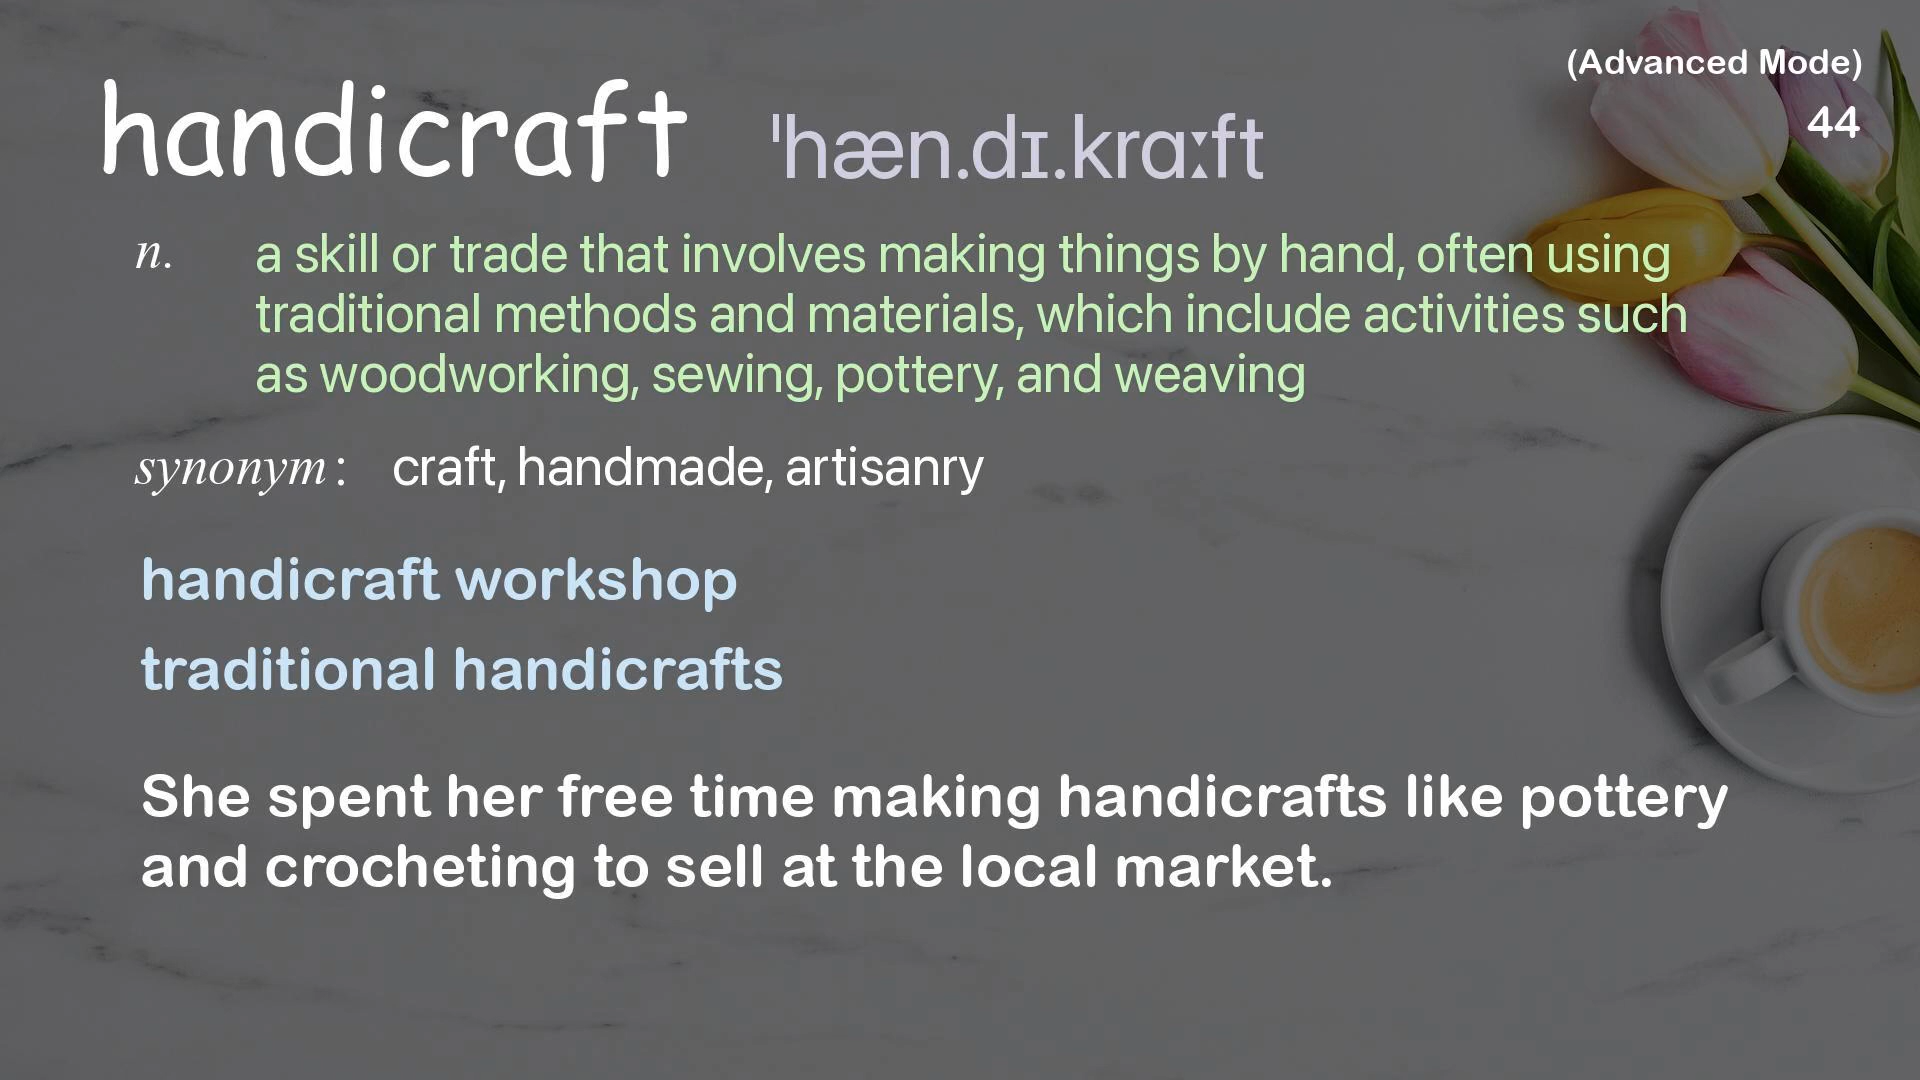 (Advanced Mode)
44
handicraft ˈhæn.dɪ.krɑːft
n. a skill or trade that involves making things by hand, often using
traditional methods and materials, which include activities such
as woodworking, sewing, pottery, and weaving
synonym: craft, handmade, artisanry
handicraft workshop
traditional handicrafts
She spent her free time making handicrafts like pottery
and crocheting to sell at the local market.